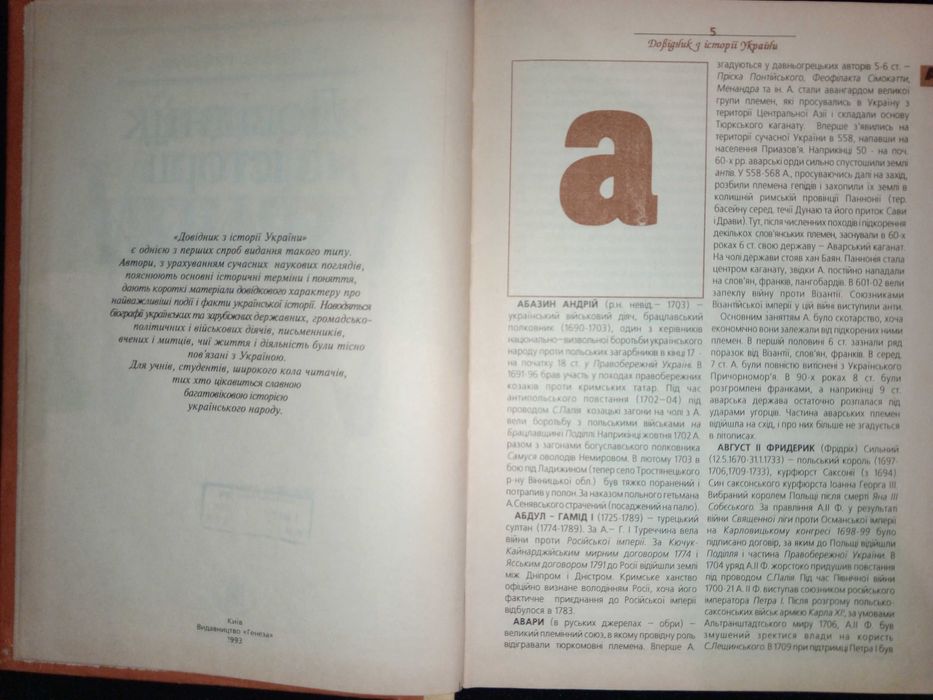 «Довідник з історії України»
є однією з перших спроб видання такого типу.
Автори, з урахуванням сучасних наукових поглядів,
пояснюють основні історичні терміни і поняття,
дають короткі матеріали довідкового характеру про
найважливіші події і факти української історії. Наводяться
біографії українських та зарубіжних державних, громадсько-
політичних і військових діячів, письменників,
вчених і митців, чиї життя і діяльність були тісно
пов'язані з Україною.
Для учнів, студентів, широкого кола читачів,
тих хто цікавиться славною
багатовіковою історією
українського народу.
Київ
Видавництво «Генеза»
1993
5
Довідник з історії України
а
АБАЗИН АНДРІЙ (р.н. невід.– 1703) –
український військовий діяч, брацлавський
полковник (1690-1703), один з керівників
національно–визвольної боротьби українського
народу проти польських загарбників в кінці 17 -
на початку 18 ст. у Правобережній Україні. В
1691-96 брав участь у походах правобережних
козаків проти кримських татар. Під час
антипольського повстання (1702–04) під
проводом С.Палія козацькі загони на чолі з А.
вели боротьбу з польськими військами на
Брацлавщині Поділлі. Наприкінці жовтня 1702 А.
разом з загонами богуславського полковника
Самуся оволодів Немировом. В лютому 1703 в
бою під Ладижином (тепер село Тростянецького
р-ну Вінницької обл.) був тяжко поранений і
потрапив у полон. За наказом польного гетьмана
А.Сенявського страчений (посаджений на палю).
АБДУЛ – ГАМІД І (1725-1789) – турецький
султан (1774-1789). За А.– Г. І Туреччина вела
війни проти Російської імперії. За Кючук-
Кайнарджійським мирним договором 1774 і
Ясським договором 1791 до Росії відійшли землі
між Дніпром і Дністром. Кримське ханство
офіційно визнане володінням Росії, хоча його
фактичне приєднання до Російської імперії
відбулося в 1783.
АВАРИ (в руських джерелах – обри) –
великий племінний союз, в якому провідну роль
відігравали тюркомовні племена. Вперше А.
згадуються у давньогрецьких авторів 5-6 ст. –
Пріска Понтійського, Феофілакта Сімокатти,
Менандра та ін. А. стали авангардом великої
групи племен, які просувались в Україну з
території Центральної Азії і складали основу
Тюркського каганату. Вперше з'явились на
території сучасної України в 558, напавши на
населення Приазов'я. Наприкінці 50 - на поч.
60-х рр. аварські орди сильно спустошили землі
антів. У 558-568 А., просуваючись далі на захід,
розбили племена гепідів і захопили їх землі в
колишній римській провінції Паннонії (тер.
басейну серед. течії Дунаю та його приток Сави
і Драви). Тут, після численних походів і підкорення
декількох слов'янських племен, заснували в 60-х
роках 6 ст. свою державу – Аварський каганат.
На чолі держави стояв хан Баян. Паннонія стала
центром каганату, звідки А. постійно нападали
на слов'ян, франків, лангобардів. В 601-02 вели
запеклу війну проти Візантії. Союзниками
Візантійської імперії у цій війні виступили анти.
Основним заняттям А. було скотарство, хоча
економічно вони залежали від підкорених ними
племен. В першій половині 6 ст. зазнали ряд
поразок від Візантії, слов'ян, франків. В серед.
7 ст. А. були повністю витіснені з Українського
Причорномор'я. В 90-х роках 8 ст. були
розгромлені франками, а наприкінці 9 ст.
аварська держава остаточно розпалася під
ударами угорців. Частина аварських племен
відійшла на схід, і про них більше не згадується
в літописах.
АВГУСТ ІІ ФРИДЕРИК (Фрідріх) Сильний
(12.5.1670-31.1.1733) – польський король (1697-
1706,1709-1733), курфюрст Саксонії (з 1694).
Син саксонського курфюрста Іоанна Георга ІІІ.
Вибраний королем Польщі після смерті Яна ІІІ
Собєського. За правління А.ІІ Ф. у результаті
війни Священної ліги проти Османської імперії
на Карловицькому конгресі 1698-99 було
підписано договір, за яким до Польщі відійшли
Поділля і частина Правобережної України. В
1704 уряд А.ІІ Ф. жорстоко придушив повстання
під проводом С.Палія. Під час Північної війни
1700-21 А.ІІ Ф. виступав союзником російського
імператора Петра І. Після розгрому польсько-
саксонських військ армією Карла ХІІ, за умовами
Альтранштадтського миру 1706, А.ІІ Ф. був
змушений зректися влади на користь
С.Лещинського. В 1709 при підтримці Петра І був